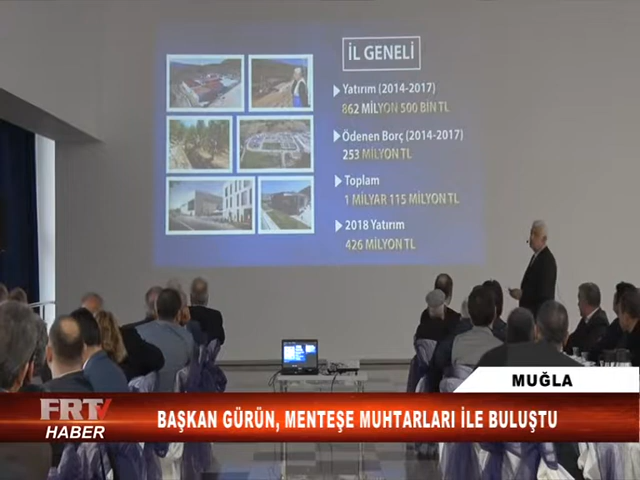 İL GENELİ
Yatırım (2014-2017)
862 MİLYON 500 BİN TL
Ödenen Borç (2014-2017)
253 MİLYON TL
Toplam
1 MİLYAR 115 MİLYON TL
2018 Yatırım
426 MİLYON TL
MUĞLA
FRTV
HABER
BAŞKAN GÜRÜN, MENTEŞE MUHTARLARI İLE BULUŞTU